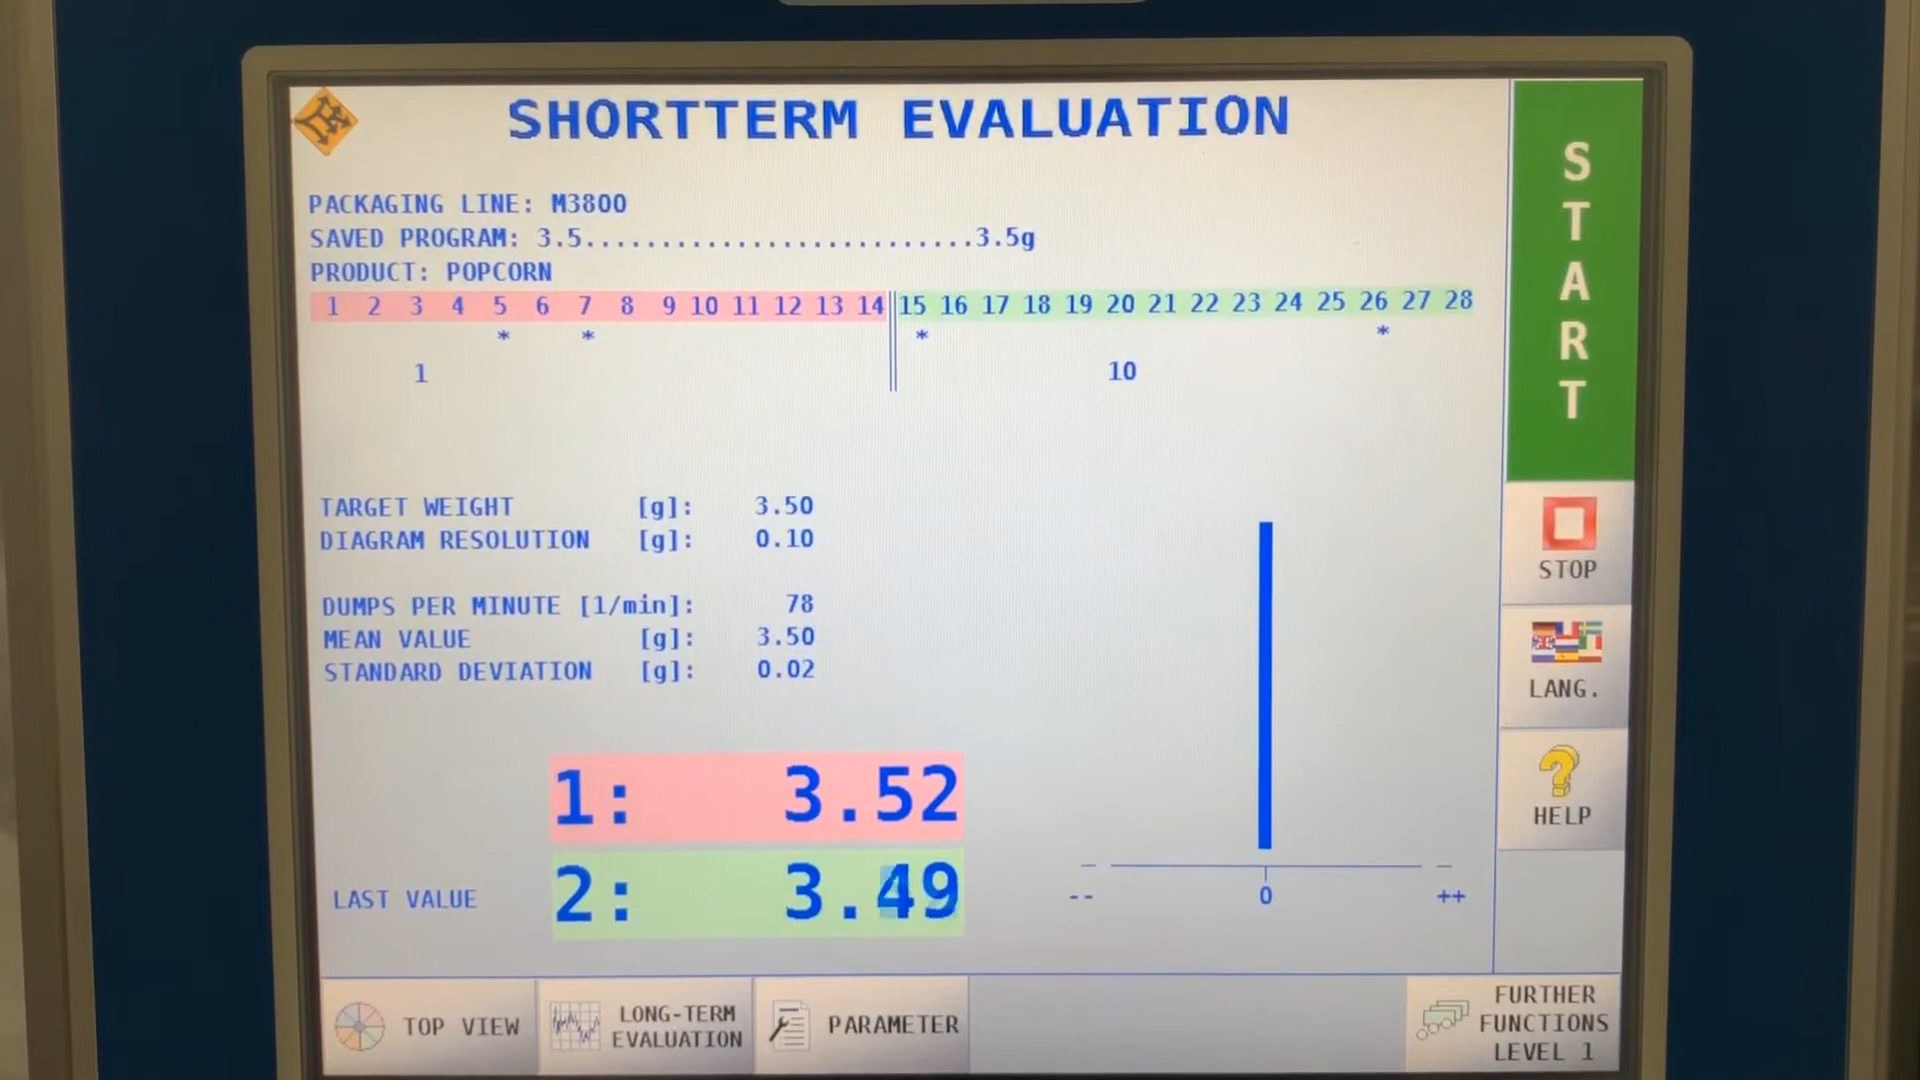 SHORTTERM EVALUATION
PACKAGING LINE: M3800
SAVED PROGRAM: 3.5..........................3.5g
PRODUCT: POPCORN
1 2 3 4 5 6 7 8 9 10 11 12 13 14 15 16 17 18 19 20 21 22 23 24 25 26 27 28
* * * *
1 10
TARGET WEIGHT [g]: 3.50
DIAGRAM RESOLUTION [g]: 0.10
DUMPS PER MINUTE [1/min]: 78
MEAN VALUE [g]: 3.50
STANDARD DEVIATION [g]: 0.02
1: 3.52
LAST VALUE 2: 3.49
- -
-- 0 ++
START
STOP
LANG.
?
HELP
TOP VIEW
LONG-TERM
EVALUATION
PARAMETER
FURTHER
FUNCTIONS
LEVEL 1